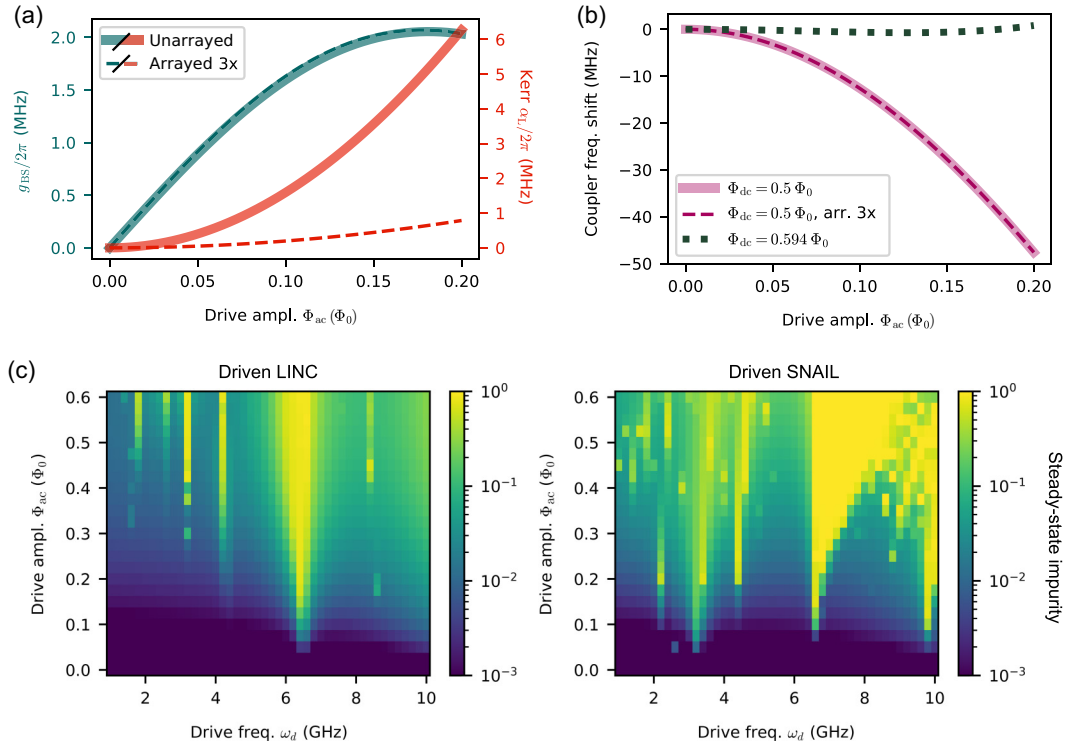 (a)
Unarrayed
Arrayed 3x
2.0
1.5
1.0
0.5
0.0
g_BS/2π (MHz)
6
5
4
3
2
1
0
Kerr α_L/2π (MHz)
0.00 0.05 0.10 0.15 0.20
Drive ampl. Φ_ac (Φ_0)
(b)
0
−10
−20
−30
−40
−50
Coupler freq. shift (MHz)
Φ_dc = 0.5 Φ_0
Φ_dc = 0.5 Φ_0, arr. 3x
Φ_dc = 0.594 Φ_0
0.00 0.05 0.10 0.15 0.20
Drive ampl. Φ_ac (Φ_0)
(c)
Driven LINC
0.6
0.5
0.4
0.3
0.2
0.1
0.0
Drive ampl. Φ_ac (Φ_0)
2 4 6 8 10
Drive freq. ω_d (GHz)
10^0
10^−1
10^−2
10^−3
Driven SNAIL
0.6
0.5
0.4
0.3
0.2
0.1
0.0
Drive ampl. Φ_ac (Φ_0)
2 4 6 8 10
Drive freq. ω_d (GHz)
10^0
10^−1
10^−2
10^−3
Steady-state impurity